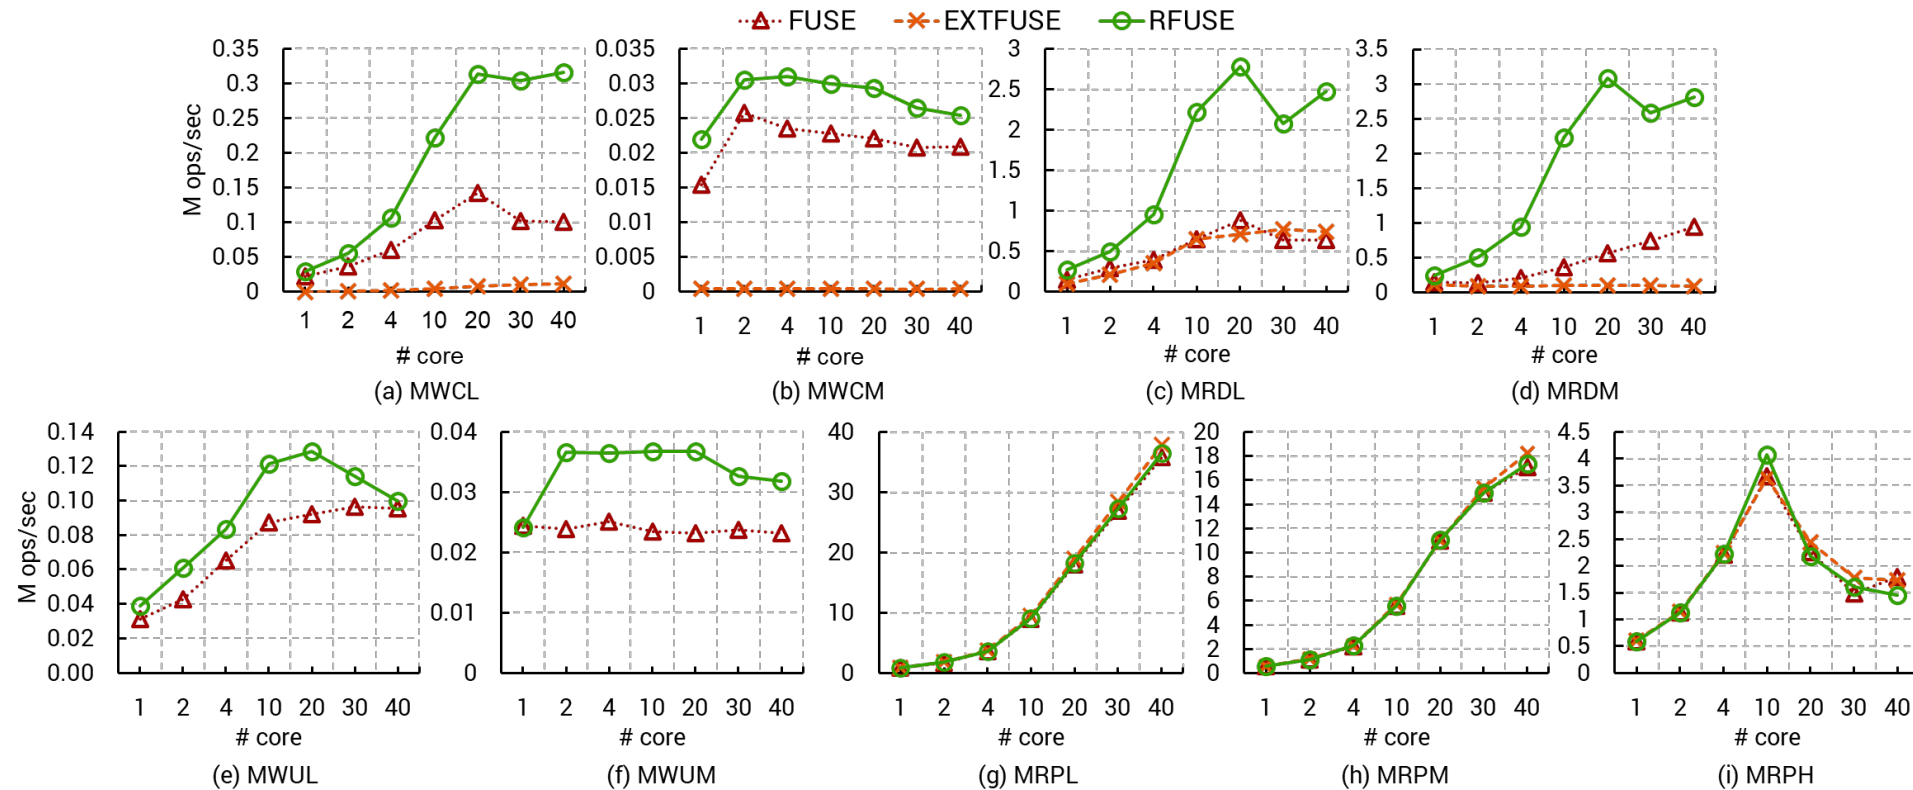 FUSE EXTFUSE RFUSE
M ops/sec
0.35
0.3
0.25
0.2
0.15
0.1
0.05
0
1 2 4 10 20 30 40
# core
(a) MWCL
0.035
0.03
0.025
0.02
0.015
0.01
0.005
0
1 2 4 10 20 30 40
# core
(b) MWCM
3
2.5
2
1.5
1
0.5
0
1 2 4 10 20 30 40
# core
(c) MRDL
3.5
3
2.5
2
1.5
1
0.5
0
1 2 4 10 20 30 40
# core
(d) MRDM
M ops/sec
0.14
0.12
0.10
0.08
0.06
0.04
0.02
0.00
1 2 4 10 20 30 40
# core
(e) MWUL
0.04
0.03
0.02
0.01
0
1 2 4 10 20 30 40
# core
(f) MWUM
40
30
20
10
0
1 2 4 10 20 30 40
# core
(g) MRPL
20
18
16
14
12
10
8
6
4
2
0
1 2 4 10 20 30 40
# core
(h) MRPM
4.5
4
3.5
3
2.5
2
1.5
1
0.5
0
1 2 4 10 20 30 40
# core
(i) MRPH